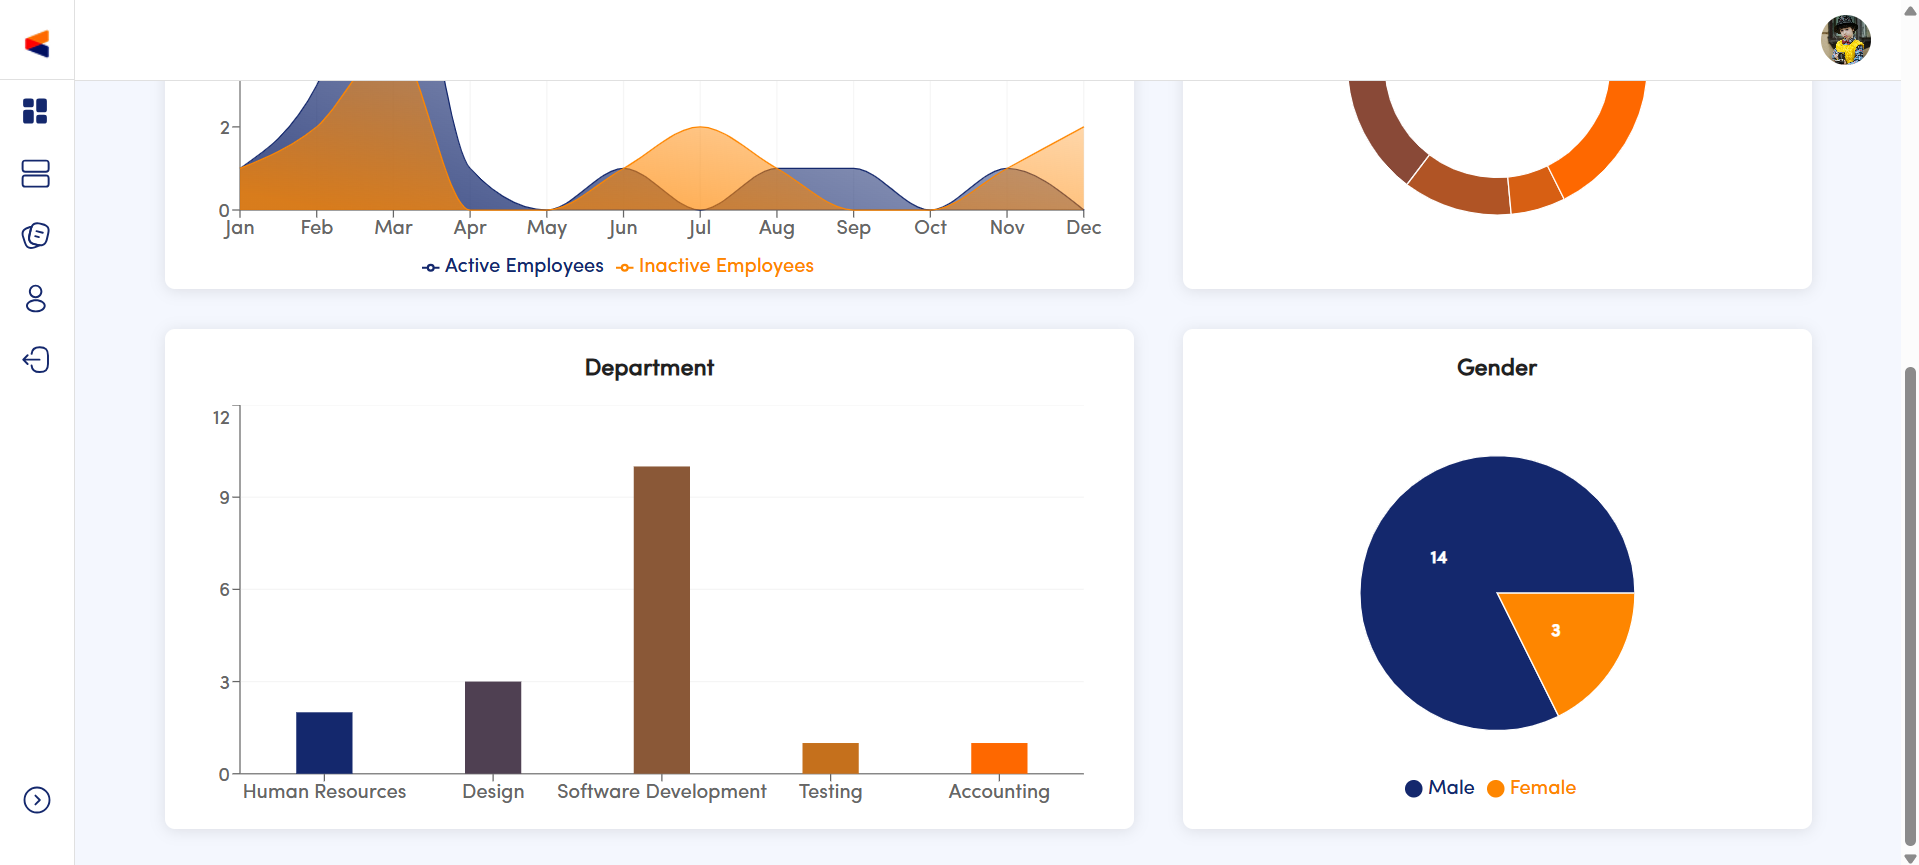 2
0
Jan Feb Mar Apr May Jun Jul Aug Sep Oct Nov Dec
Active Employees Inactive Employees
Department
12
9
6
3
0
Human Resources Design Software Development Testing Accounting
Gender
14
3
Male Female